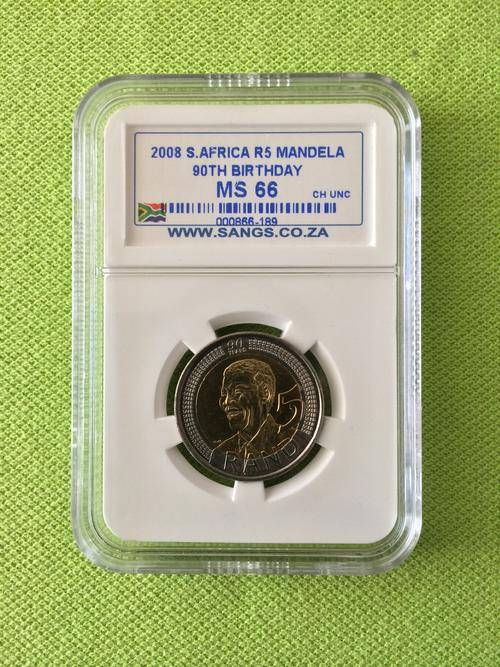 2008 S.AFRICA R5 MANDELA
90TH BIRTHDAY
MS 66
CH UNC
000866-189
WWW.SANGS.CO.ZA
90
YEARS
5
RAND